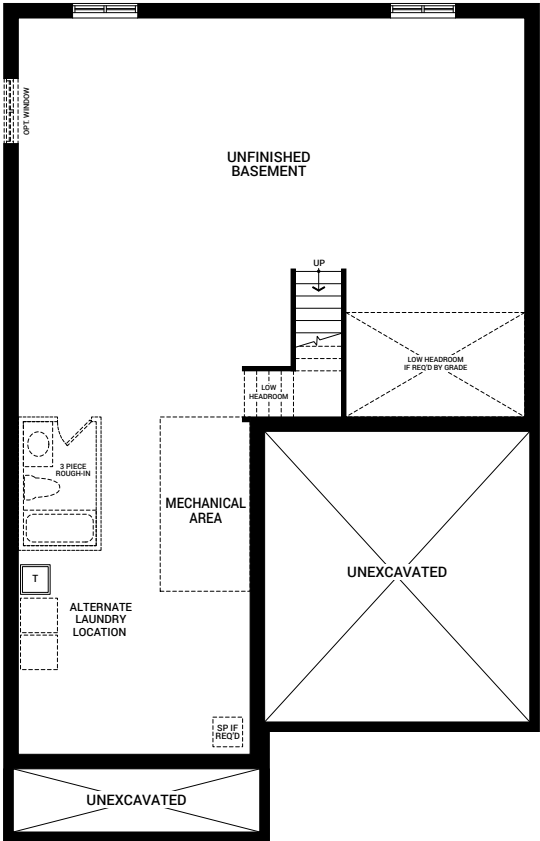 OPT. WINDOW
UNFINISHED
BASEMENT
UP
LOW HEADROOM
IF REQ'D BY GRADE
LOW
HEADROOM
3 PIECE
ROUGH-IN
MECHANICAL
AREA
UNEXCAVATED
T
ALTERNATE
LAUNDRY
LOCATION
SP IF
REQ'D
UNEXCAVATED